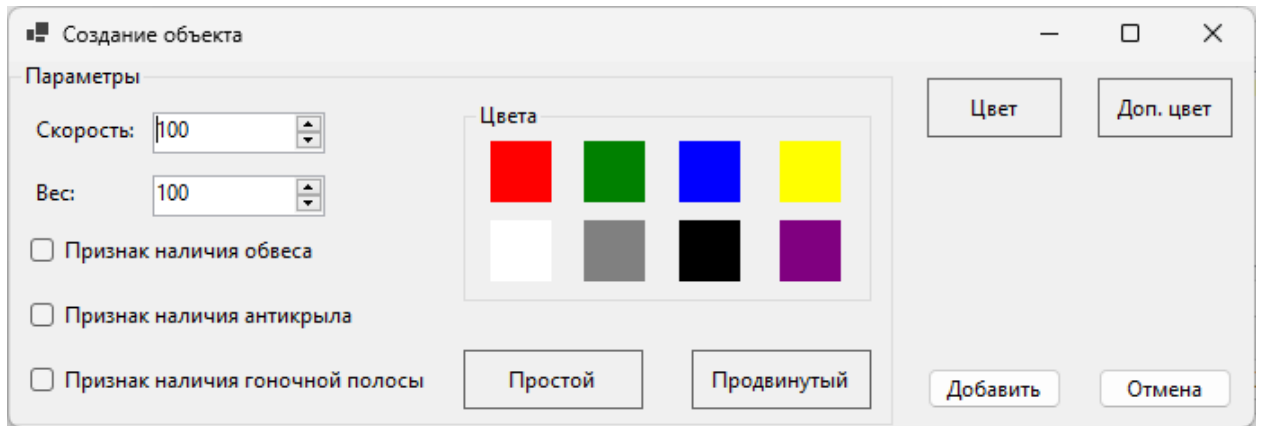 Создание объекта
Параметры
Скорость: 100
Вес: 100
Признак наличия обвеса
Признак наличия антикрыла
Признак наличия гоночной полосы
Цвета
Простой
Продвинутый
Цвет
Доп. цвет
Добавить
Отмена